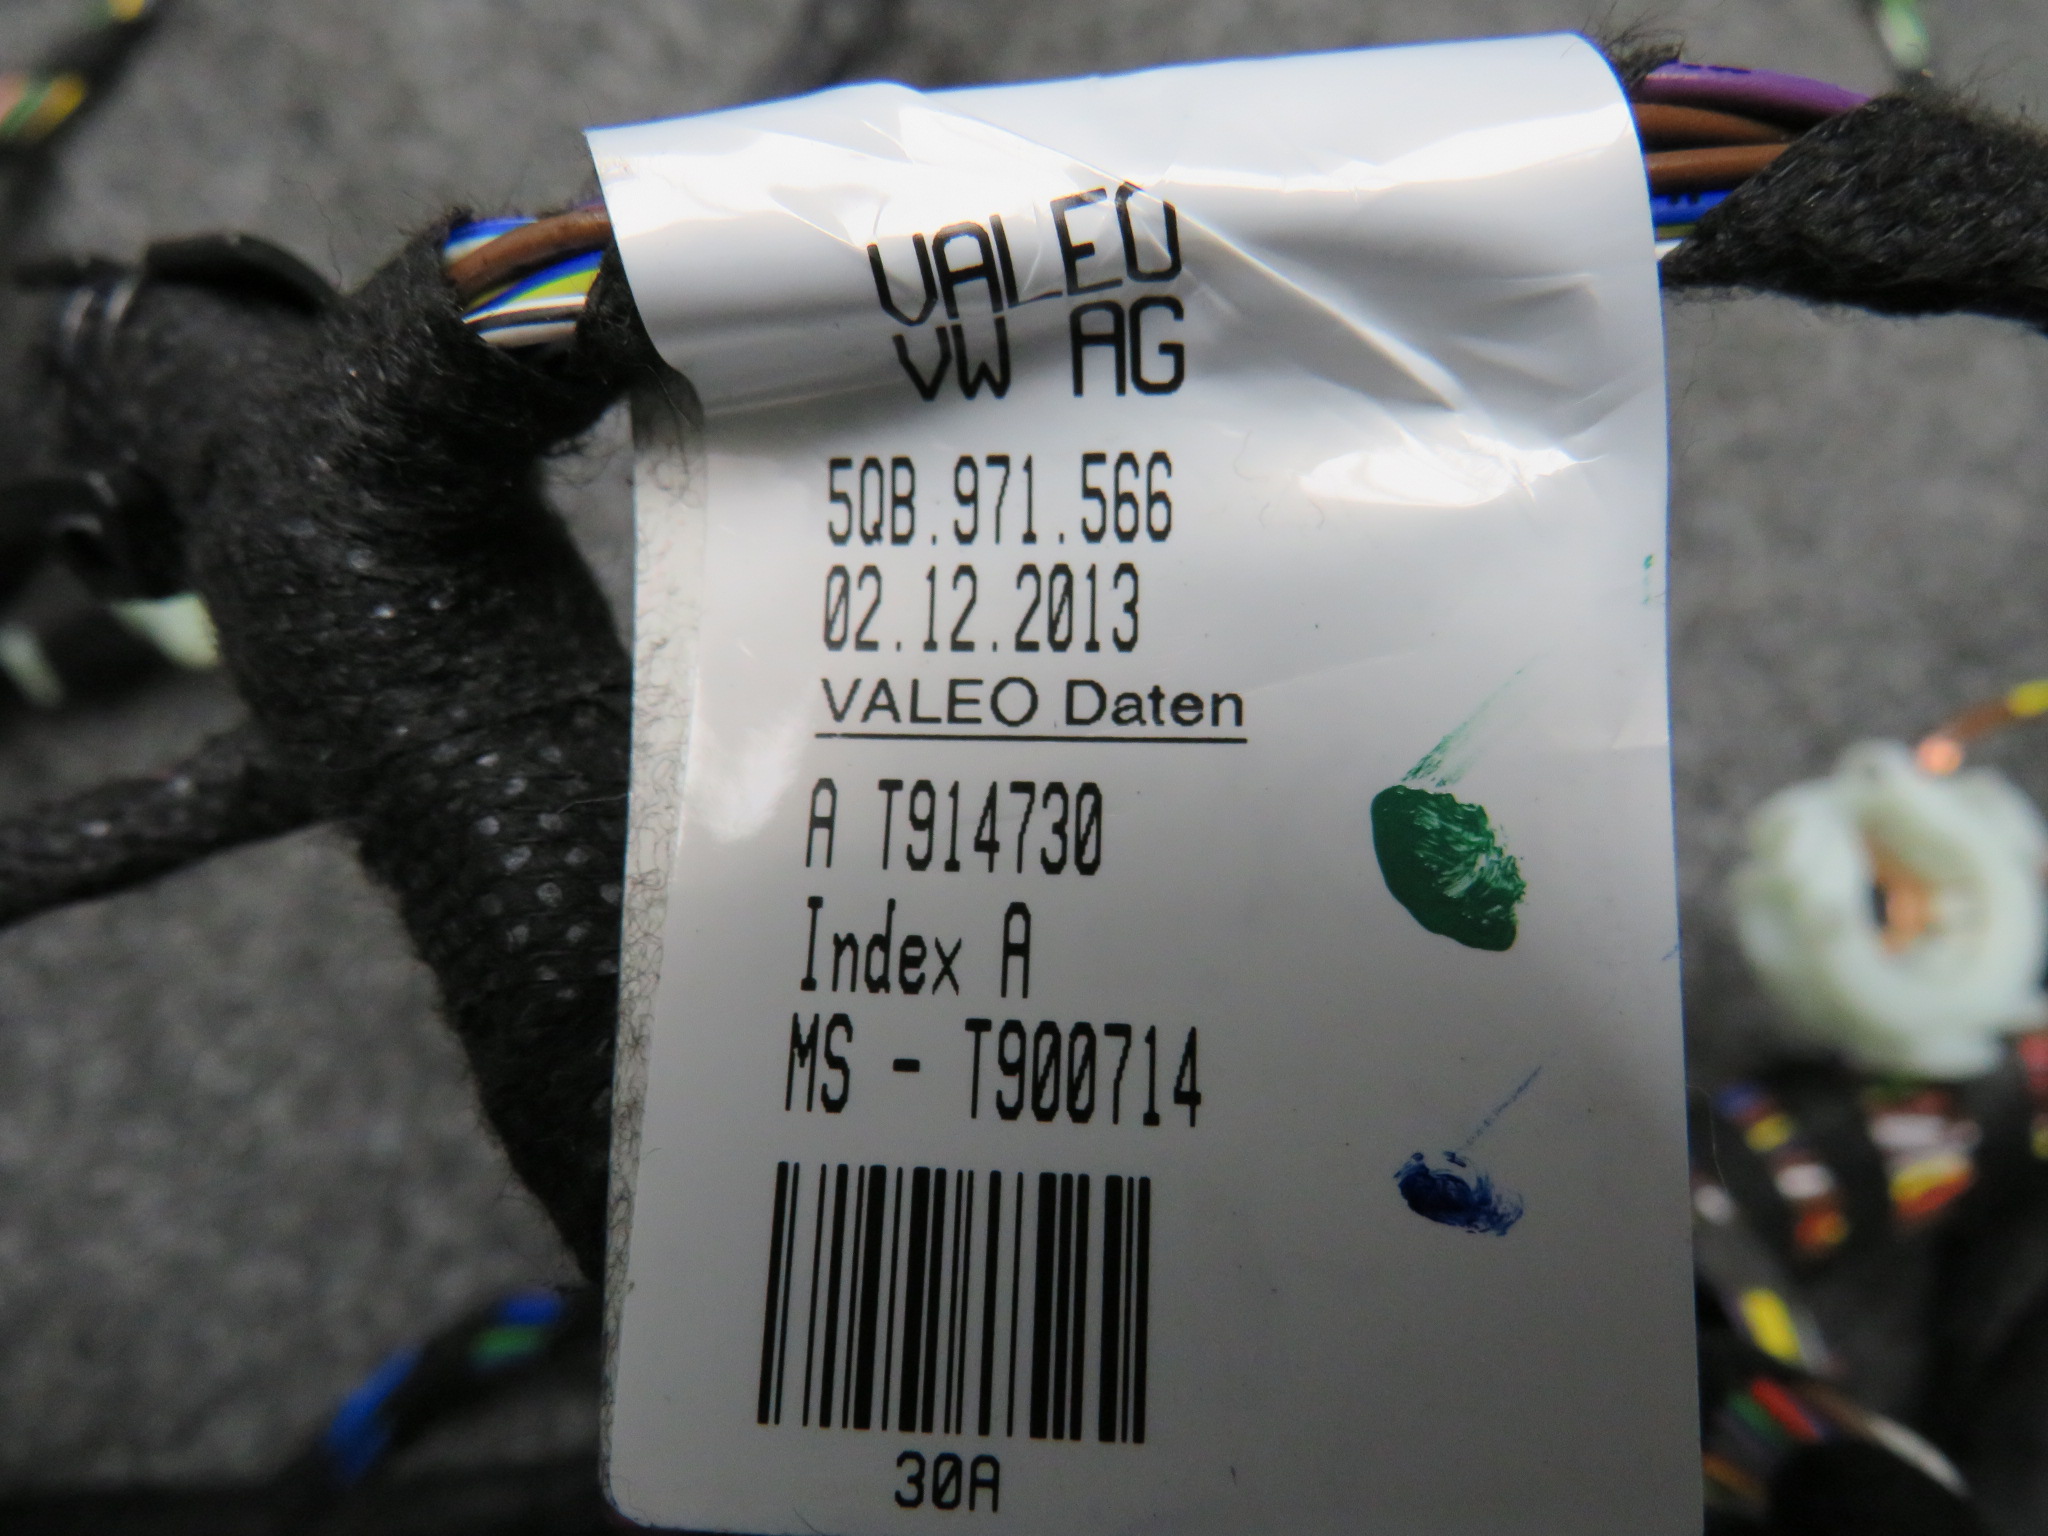 VALEO
VW AG
5QB.971.566
02.12.2013
VALEO Daten
A T914730
Index A
MS - T900714
30A